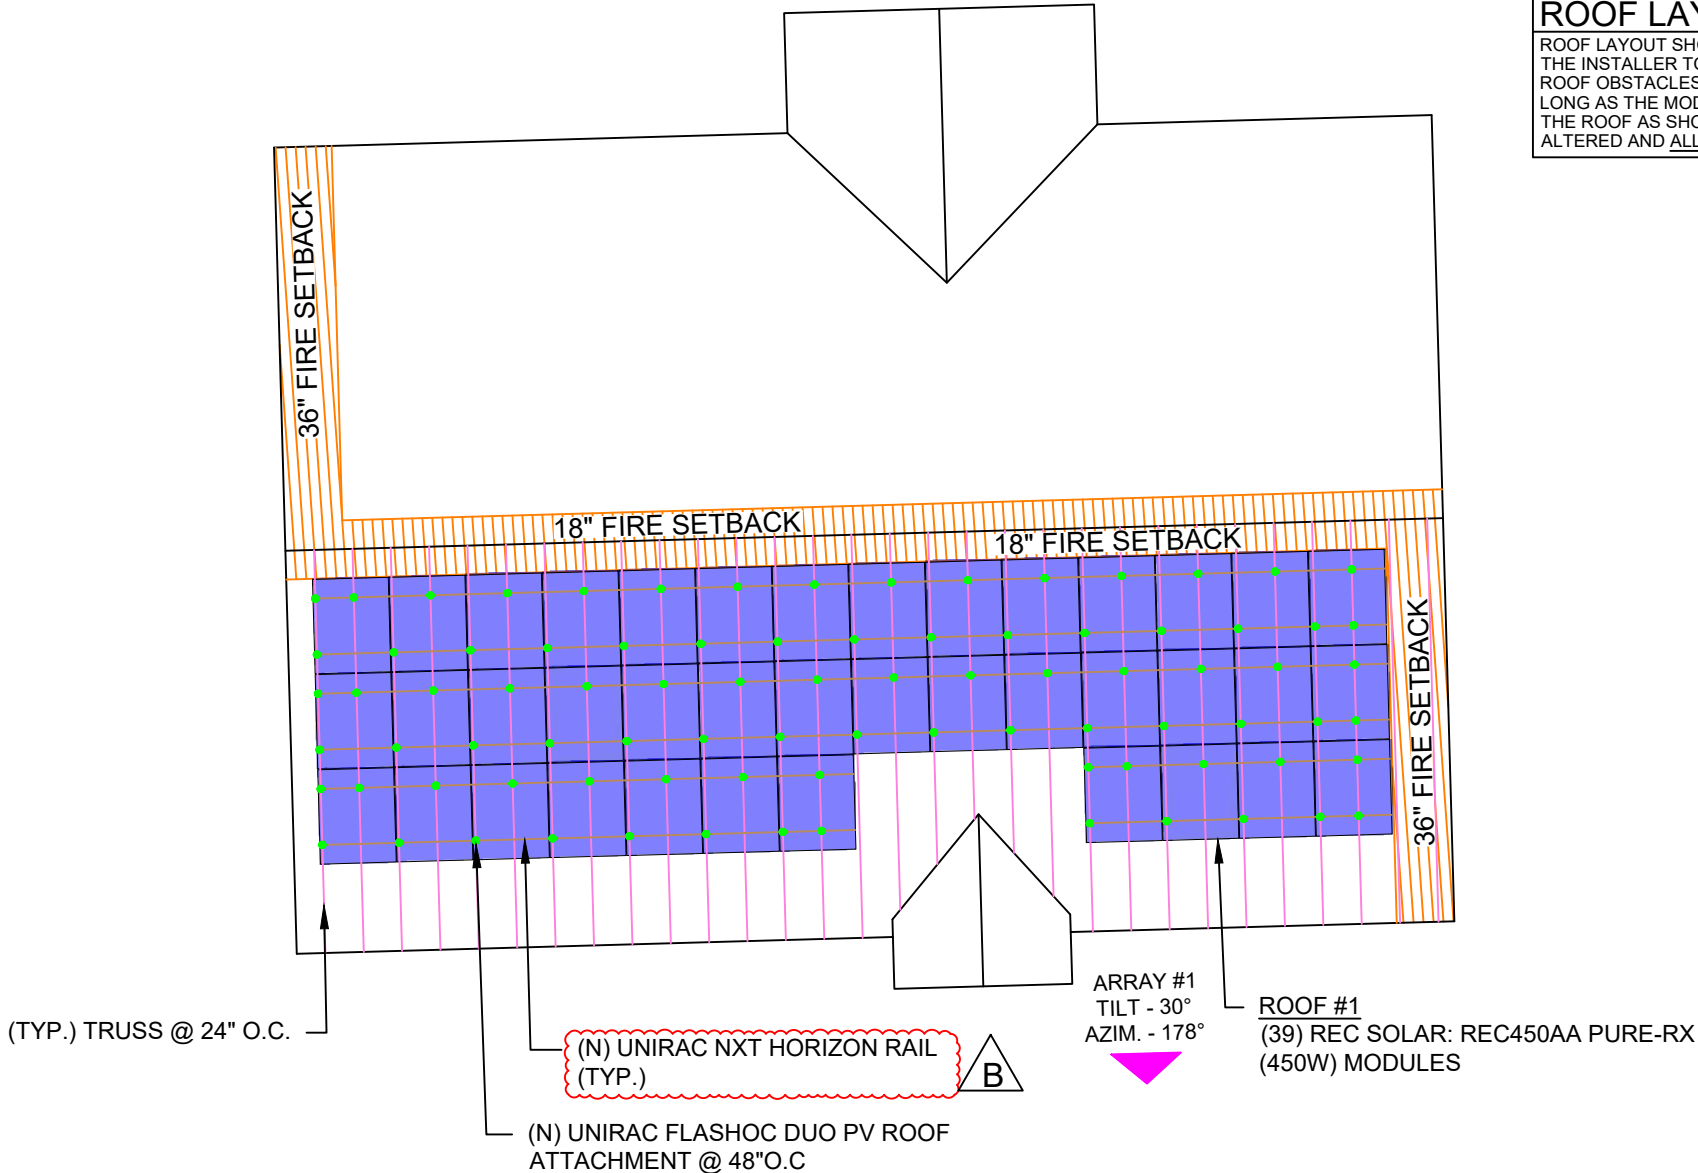 ROOF LAY
ROOF LAYOUT SH
THE INSTALLER TO
ROOF OBSTACLES
LONG AS THE MOD
THE ROOF AS SHO
ALTERED AND ALL
36" FIRE SETBACK
18" FIRE SETBACK
18" FIRE SETBACK
36" FIRE SETBACK
(TYP.) TRUSS @ 24" O.C.
(N) UNIRAC NXT HORIZON RAIL
(TYP.)
B
(N) UNIRAC FLASHOC DUO PV ROOF
ATTACHMENT @ 48"O.C
ARRAY #1
TILT - 30°
AZIM. - 178°
ROOF #1
(39) REC SOLAR: REC450AA PURE-RX
(450W) MODULES